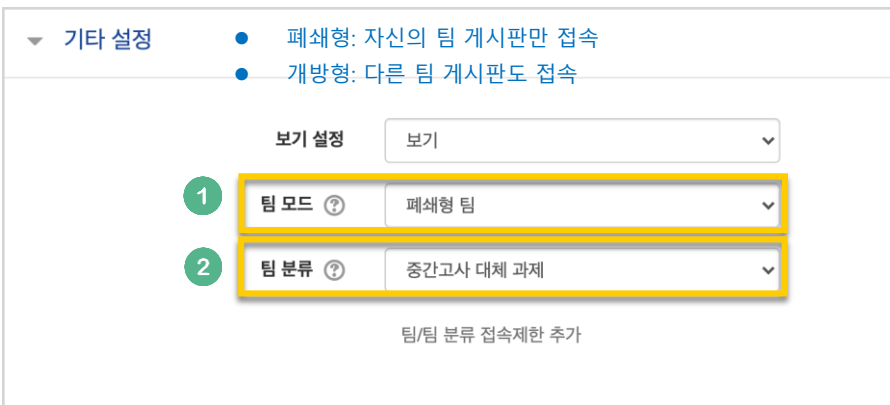 기타 설정
● 폐쇄형: 자신의 팀 게시판만 접속
● 개방형: 다른 팀 게시판도 접속
보기 설정 보기
1 팀 모드 ? 폐쇄형 팀
2 팀 분류 ? 중간고사 대체 과제
팀/팀 분류 접속제한 추가